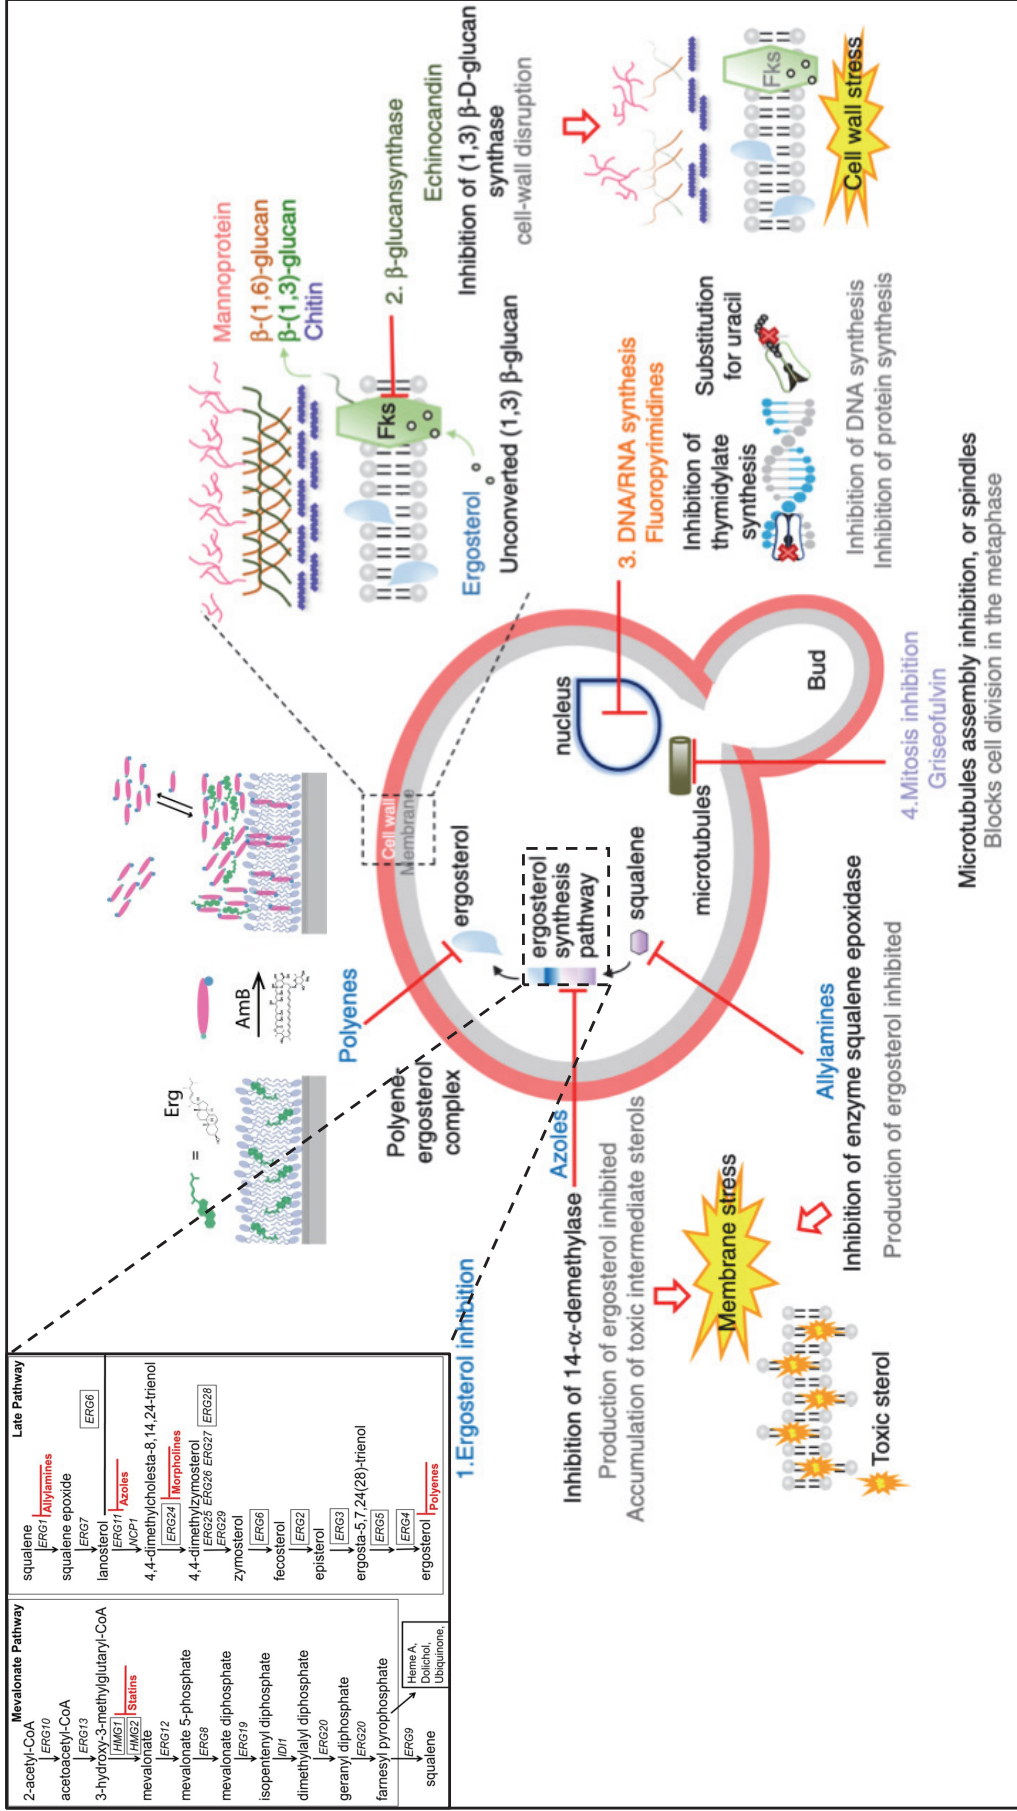 Mevalonate Pathway
2-acetyl-CoA
ERG10
acetoacetyl-CoA
ERG13
3-hydroxy-3-methylglutaryl-CoA
HMG1
HMG2
Statins
mevalonate
ERG12
mevalonate 5-phosphate
ERG8
mevalonate diphosphate
ERG19
isopentenyl diphosphate
IDI1
dimethylalyl diphosphate
ERG20
geranyl diphosphate
ERG20
farnesyl pyrophosphate
ERG9
squalene
Heme A,
Dolichol,
Ubiquinone,
Late Pathway
squalene
ERG1
Allylamines
squalene epoxide
ERG7
lanosterol
ERG6
ERG11
Azoles
NCP1
4,4-dimethylcholesta-8,14,24-trienol
ERG24
Morpholines
4,4-dimethylzymosterol
ERG25 ERG26 ERG27 ERG28
ERG29
zymosterol
ERG6
fecosterol
ERG2
episterol
ERG3
ergosta-5,7,24(28)-trienol
ERG5
ERG4
ergosterol
Polyenes
Erg
=
AmB
1.Ergosterol inhibition
Polyenes
Polyene-
ergosterol
complex
Azoles
Inhibition of 14-α-demethylase
Production of ergosterol inhibited
Accumulation of toxic intermediate sterols
Membrane stress
Toxic sterol
Allylamines
Inhibition of enzyme squalene epoxidase
Production of ergosterol inhibited
Cell wall
Membrane
ergosterol
ergosterol
synthesis
pathway
squalene
nucleus
microtubules
Bud
Mannoprotein
β-(1,6)-glucan
β-(1,3)-glucan
Chitin
Fks
Ergosterol
Unconverted (1,3) β-glucan
2. β-glucansynthase
Echinocandin
Inhibition of (1,3) β-D-glucan
synthase
cell-wall disruption
Fks
Cell wall stress
3. DNA/RNA synthesis
Fluoropyrimidines
Inhibition of
thymidylate
synthesis
Substitution
for uracil
Inhibition of DNA synthesis
Inhibition of protein synthesis
4.Mitosis inhibition
Griseofulvin
Microtubules assembly inhibition, or spindles
Blocks cell division in the metaphase